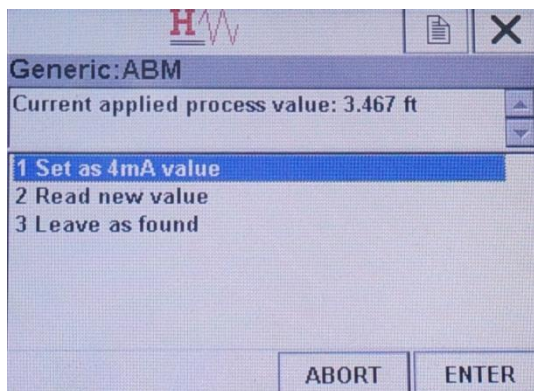 H
Generic:ABM
Current applied process value: 3.467 ft
1 Set as 4mA value
2 Read new value
3 Leave as found
ABORT ENTER